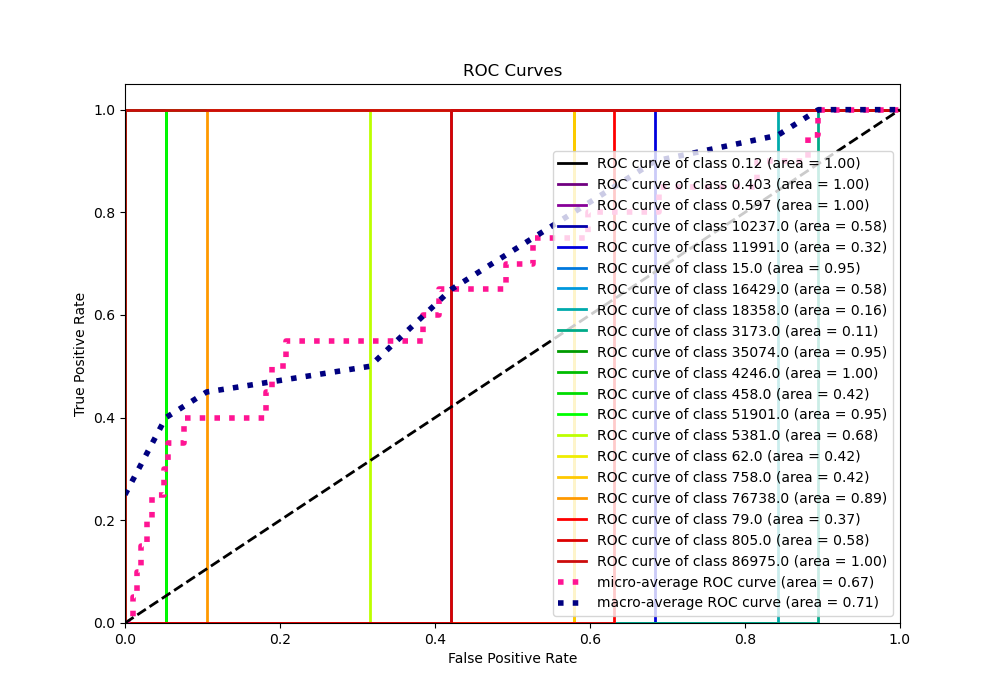 ROC Curves
True Positive Rate
1.0
0.8
0.6
0.4
0.2
0.0
ROC curve of class 0.12 (area = 1.00)
ROC curve of class 0.403 (area = 1.00)
ROC curve of class 0.597 (area = 1.00)
ROC curve of class 10237.0 (area = 0.58)
ROC curve of class 11991.0 (area = 0.32)
ROC curve of class 15.0 (area = 0.95)
ROC curve of class 16429.0 (area = 0.58)
ROC curve of class 18358.0 (area = 0.16)
ROC curve of class 3173.0 (area = 0.11)
ROC curve of class 35074.0 (area = 0.95)
ROC curve of class 4246.0 (area = 1.00)
ROC curve of class 458.0 (area = 0.42)
ROC curve of class 51901.0 (area = 0.95)
ROC curve of class 5381.0 (area = 0.68)
ROC curve of class 62.0 (area = 0.42)
ROC curve of class 758.0 (area = 0.42)
ROC curve of class 76738.0 (area = 0.89)
ROC curve of class 79.0 (area = 0.37)
ROC curve of class 805.0 (area = 0.58)
ROC curve of class 86975.0 (area = 1.00)
micro-average ROC curve (area = 0.67)
macro-average ROC curve (area = 0.71)
0.0 0.2 0.4 0.6 0.8 1.0
False Positive Rate